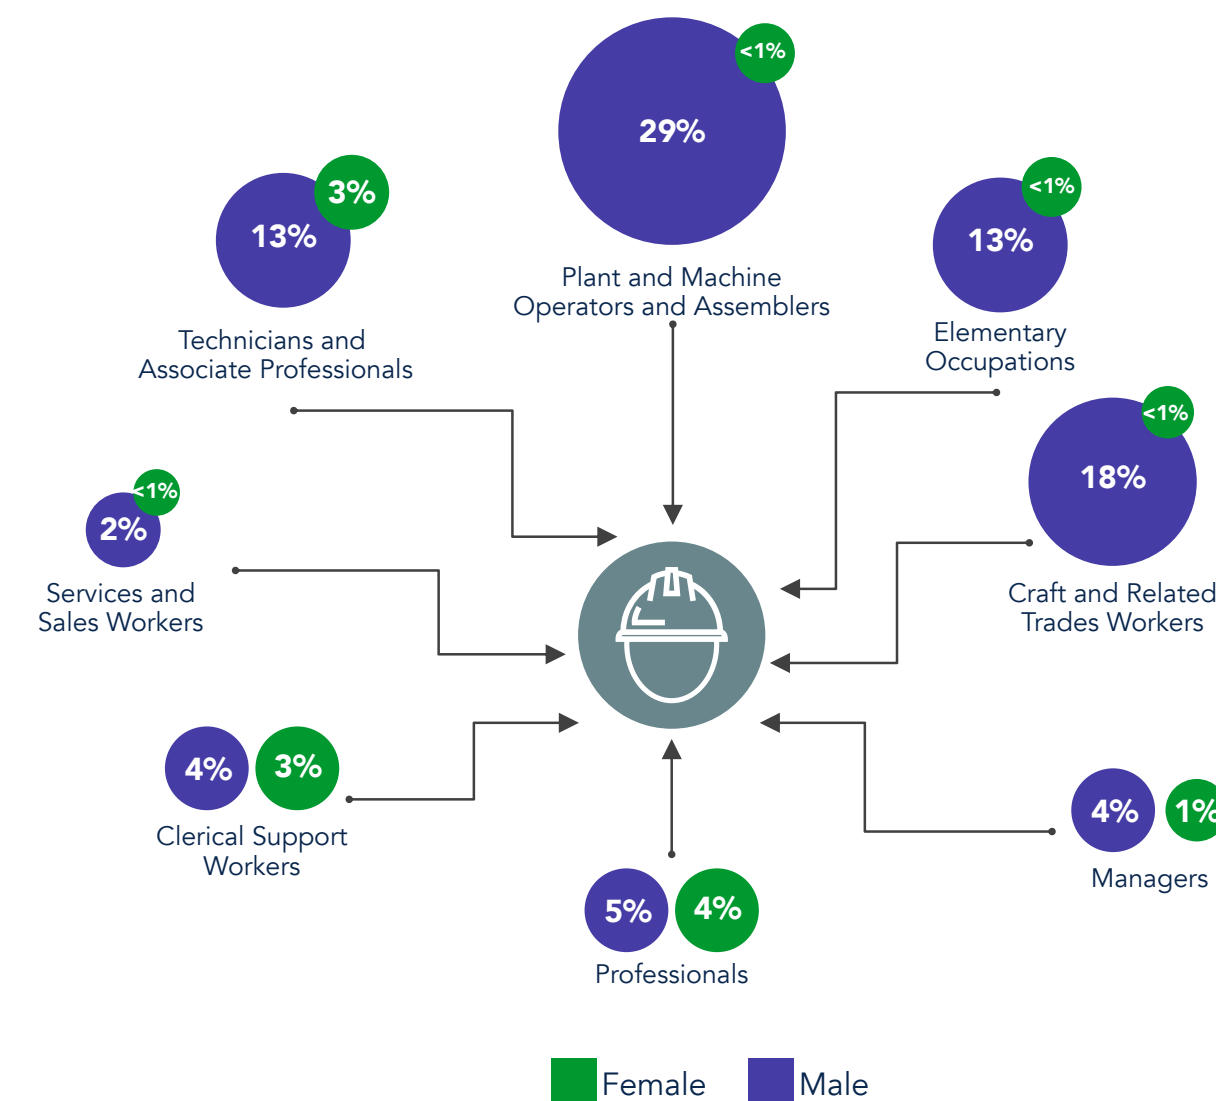 <1%
29%
Plant and Machine
Operators and Assemblers
3%
13%
Technicians and
Associate Professionals
<1%
13%
Elementary
Occupations
<1%
18%
Craft and Related
Trades Workers
<1%
2%
Services and
Sales Workers
4% 3%
Clerical Support
Workers
4% 1%
Managers
5% 4%
Professionals
Female Male